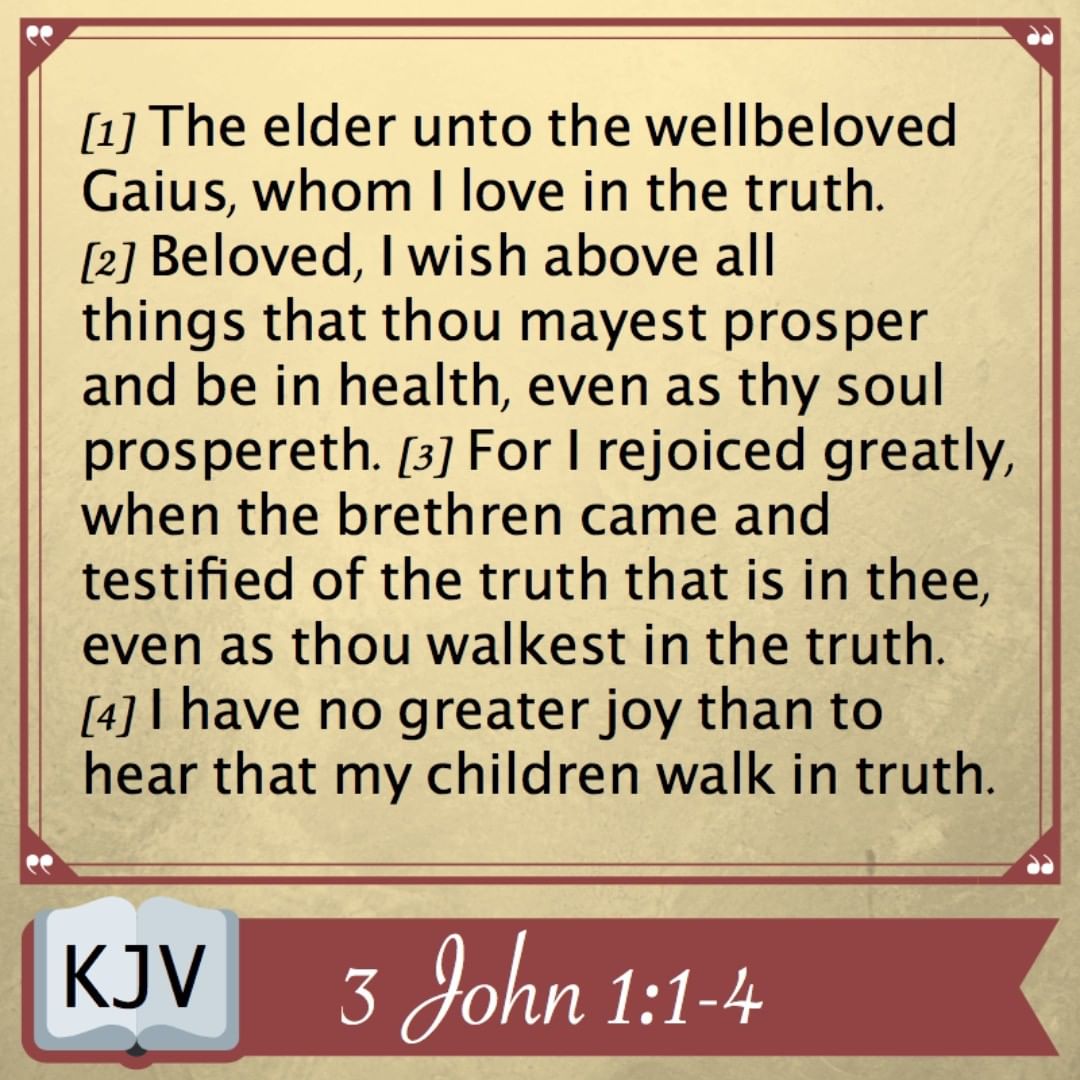 [1] The elder unto the wellbeloved
Gaius, whom I love in the truth.
[2] Beloved, I wish above all
things that thou mayest prosper
and be in health, even as thy soul
prospereth. [3] For I rejoiced greatly,
when the brethren came and
testified of the truth that is in thee,
even as thou walkest in the truth.
[4] I have no greater joy than to
hear that my children walk in truth.
KJV
3 John 1:1-4